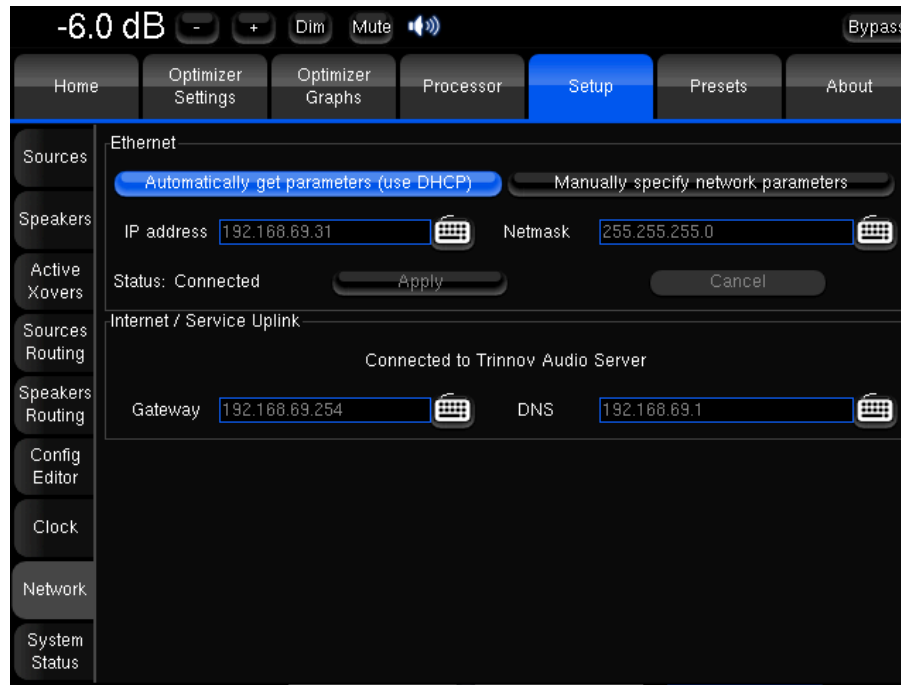 -6.0 dB - + Dim Mute Bypass
Home Optimizer Settings Optimizer Graphs Processor Setup Presets About
Sources
Speakers
Active
Xovers
Sources
Routing
Speakers
Routing
Config
Editor
Clock
Network
System
Status
Ethernet
Automatically get parameters (use DHCP) Manually specify network parameters
IP address 192.168.69.31 Netmask 255.255.255.0
Status: Connected Apply Cancel
Internet / Service Uplink
Connected to Trinnov Audio Server
Gateway 192.168.69.254 DNS 192.168.69.1